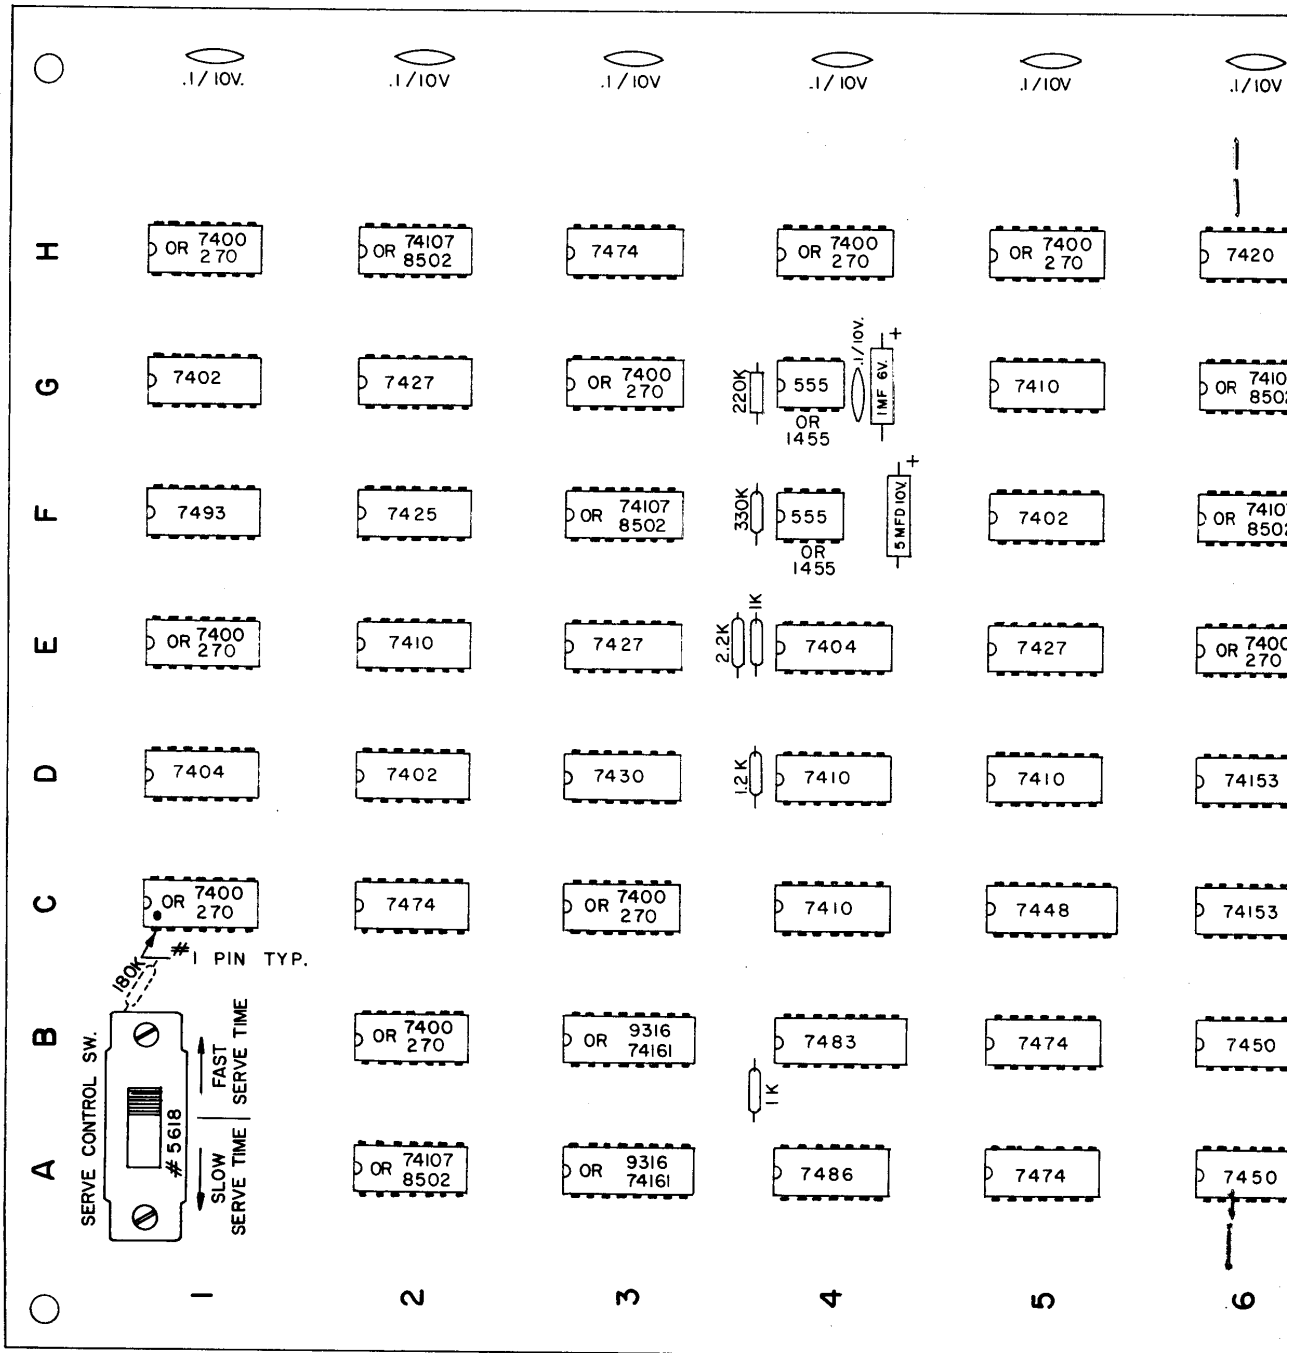 .1/10V. .1/10V .1/10V .1/10V .1/10V .1/10V
H
OR 7400 270
OR 74107 8502
7474
OR 7400 270
OR 7400 270
7420
G
7402
7427
OR 7400 270
220K
555
OR
1455
.1/10V.
1 MF 6V.
+
7410
OR
F
7493
7425
OR 74107 8502
330K
555
OR
1455
5 MFD 10V.
+
7402
OR 74107
E
OR 7400 270
7410
7427
2.2K
1K
7404
7427
OR 7400 270
D
7404
7402
7430
1.2K
7410
7410
74153
C
OR 7400 270
7474
OR 7400 270
7410
7448
74153
#1 PIN TYP.
180K
B
SERVE CONTROL SW.
FAST
SERVE TIME
OR 7400 270
OR 9316 74161
7483
7474
7450
1K
A
#5618
SLOW
SERVE TIME
OR 74107 8502
OR 9316 74161
7486
7474
7450
1 2 3 4 5 6